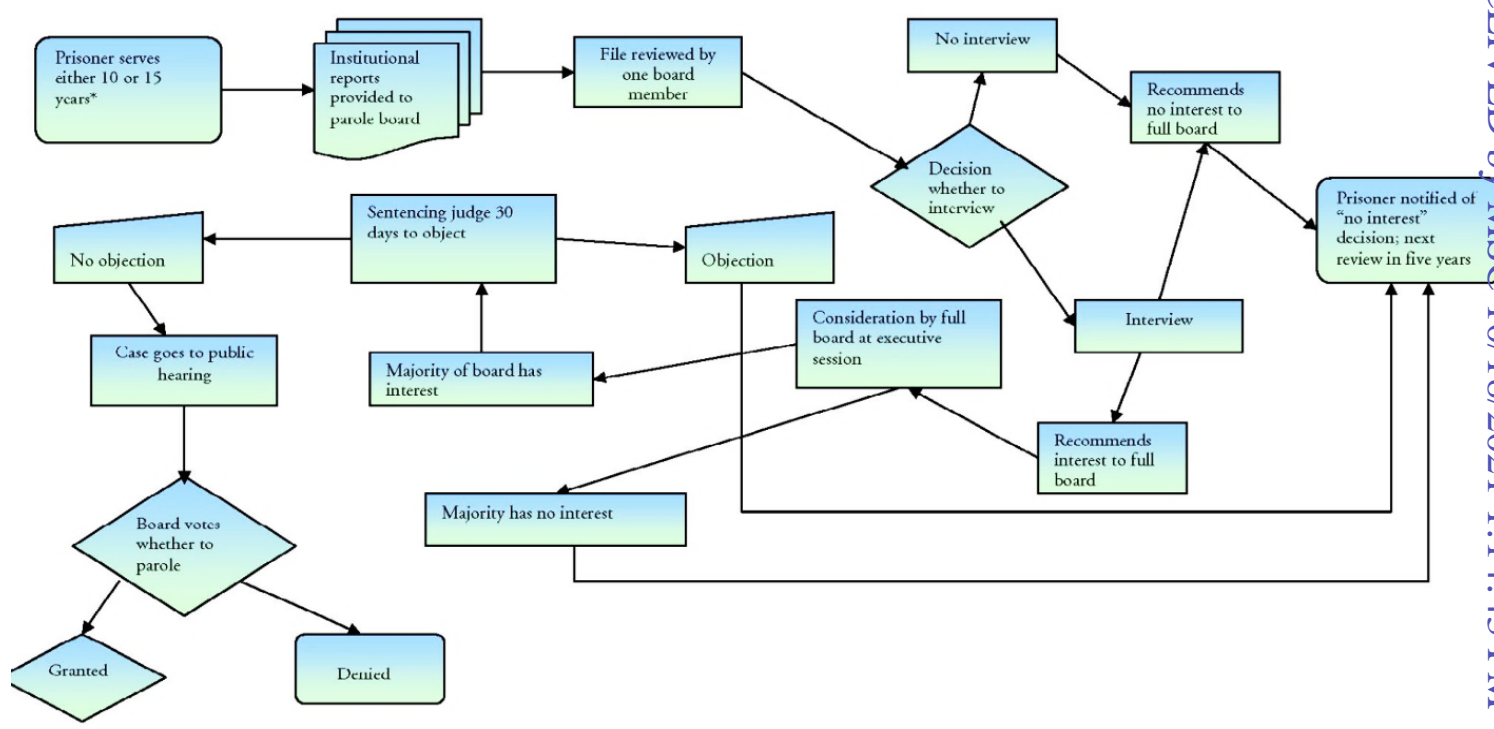 Prisoner serves
either 10 or 15
years*
Institutional
reports
provided to
parole board
File reviewed by
one board
member
No interview
Recommends
no interest to
full board
Decision
whether to
interview
Prisoner notified of
“no interest”
decision; next
review in five years
Sentencing judge 30
days to object
No objection
Objection
Interview
Consideration by full
board at executive
session
Case goes to public
hearing
Majority of board has
interest
Recommends
interest to full
board
Majority has no interest
Board votes
whether to
parole
Granted
Denied